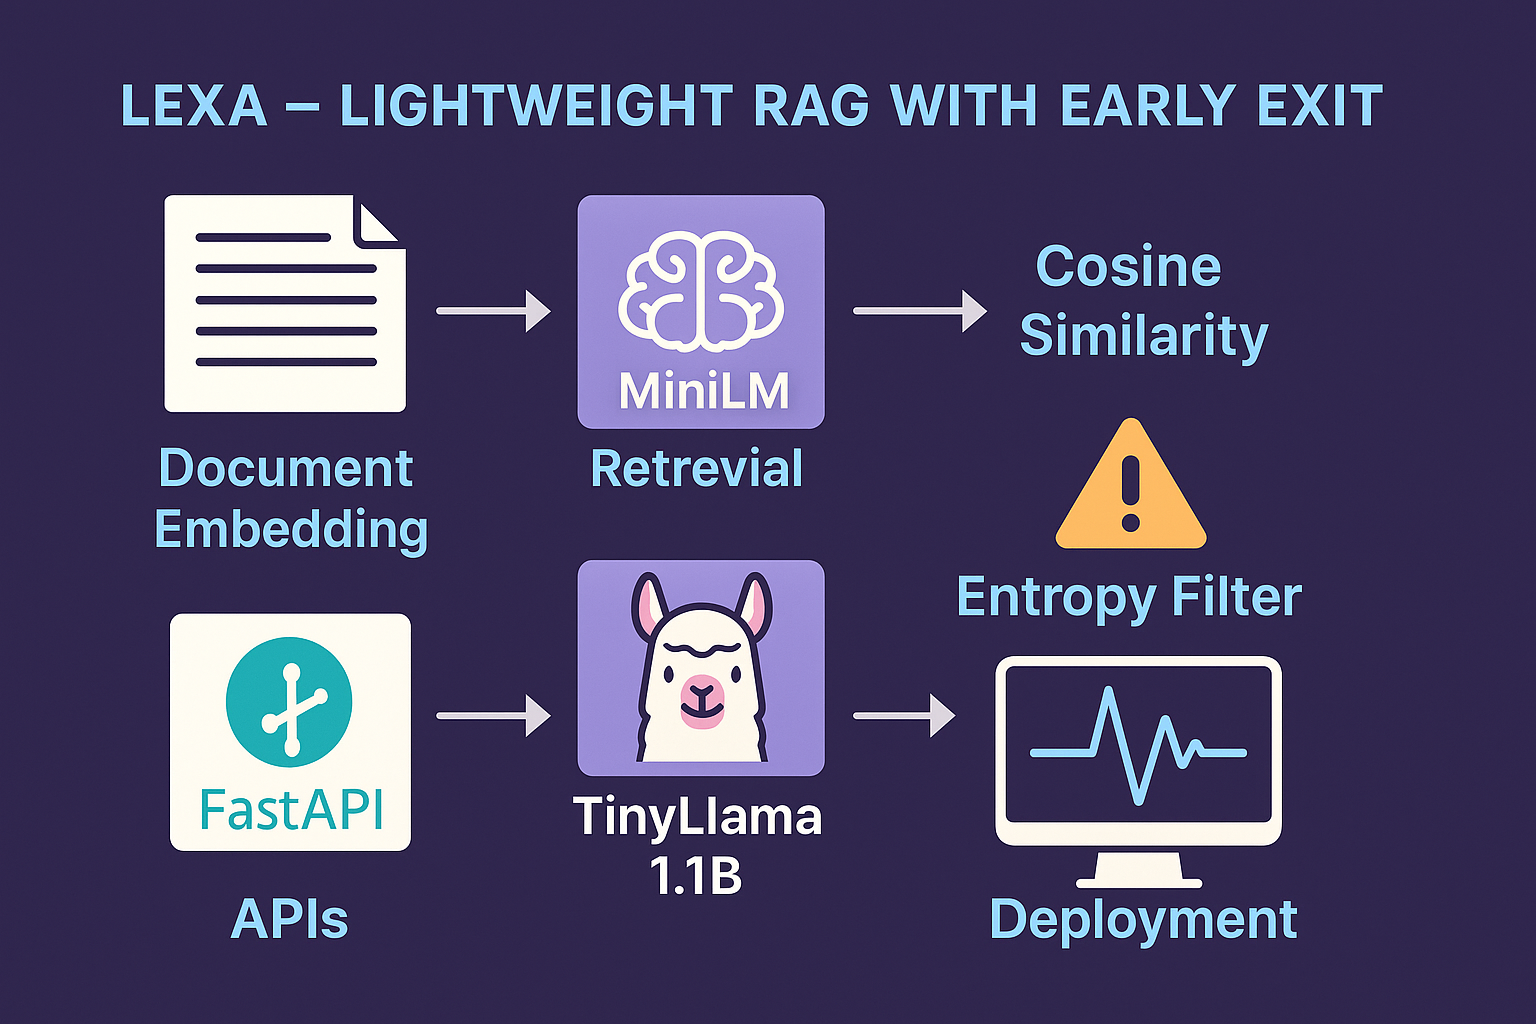 LEXA – LIGHTWEIGHT RAG WITH EARLY EXIT
Document
Embedding
MiniLM
Retrevial
Cosine
Similarity
Entropy Filter
FastAPI
APIs
TinyLlama
1.1B
Deployment